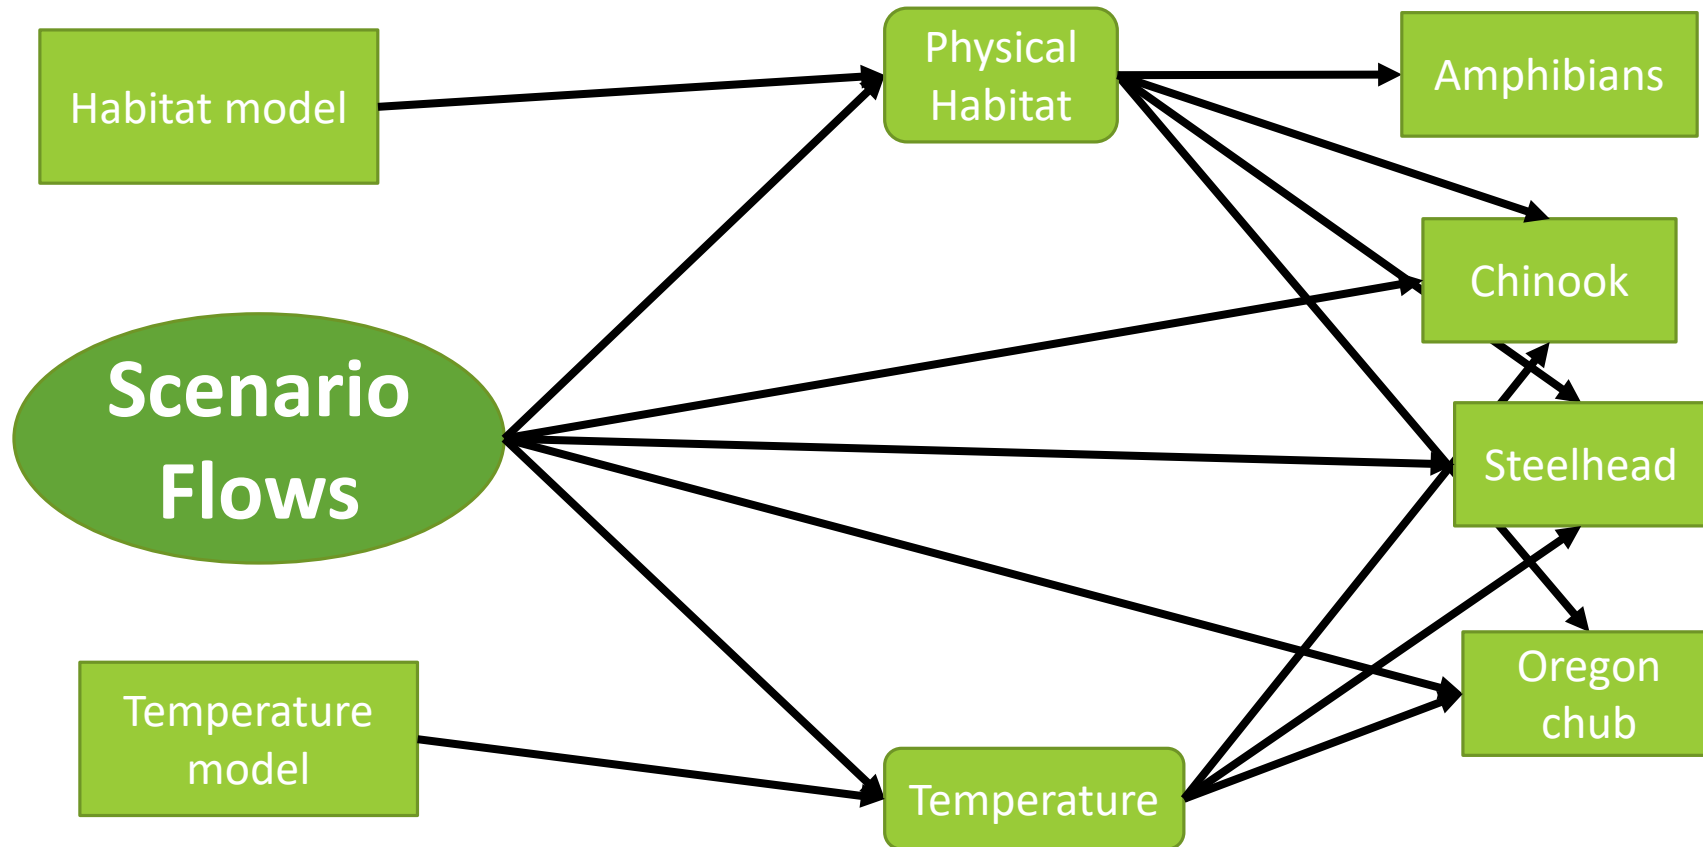 Habitat model
Physical
Habitat
Amphibians
Chinook
Scenario
Flows
Steelhead
Temperature
model
Temperature
Oregon
chub